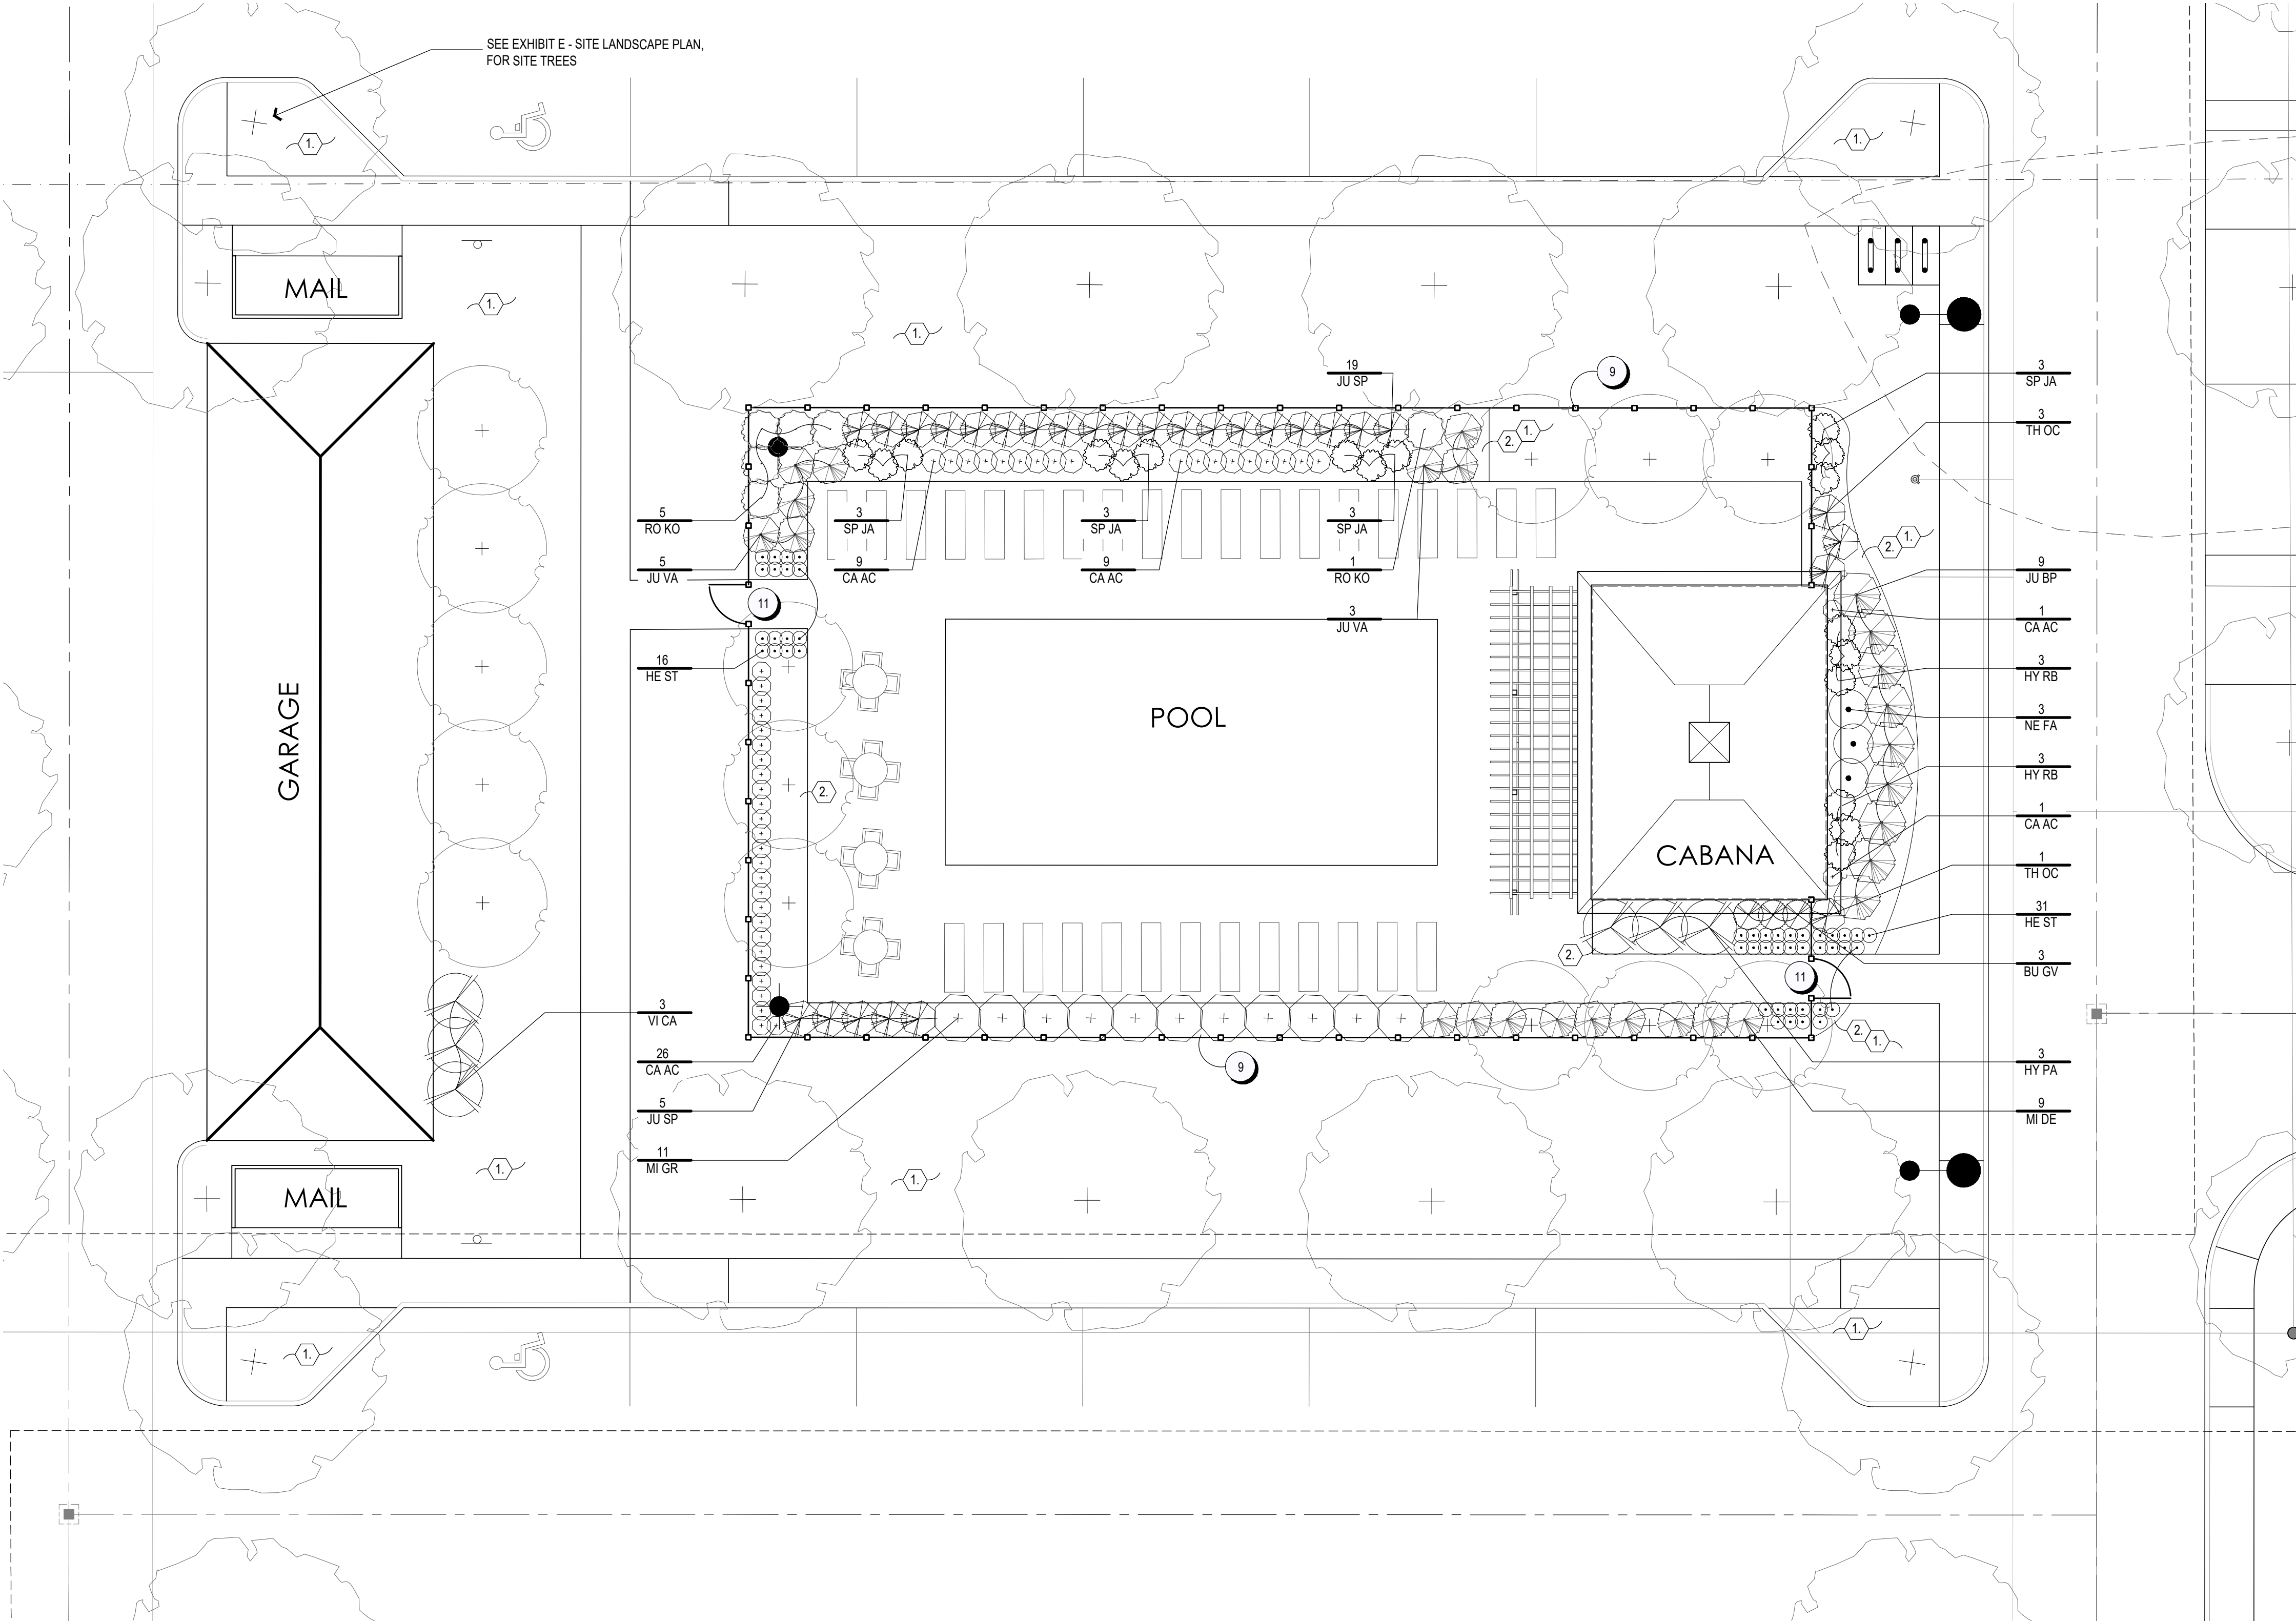 SEE EXHIBIT E - SITE LANDSCAPE PLAN,
FOR SITE TREES
1.
1.
MAIL
1.
1.
19
JU SP
9
3
SP JA
3
TH OC
2.
1.
5
RO KO
3
SP JA
3
SP JA
3
SP JA
2.
1.
5
JU VA
9
CA AC
9
CA AC
1
RO KO
9
JU BP
11
3
JU VA
1
CA AC
16
HE ST
3
HY RB
GARAGE
POOL
3
NE FA
2.
3
HY RB
1
CA AC
CABANA
1
TH OC
31
HE ST
2.
3
BU GV
11
3
VI CA
2.
1.
26
CA AC
9
3
HY PA
5
JU SP
9
MI DE
11
MI GR
1.
1.
MAIL
1.
1.